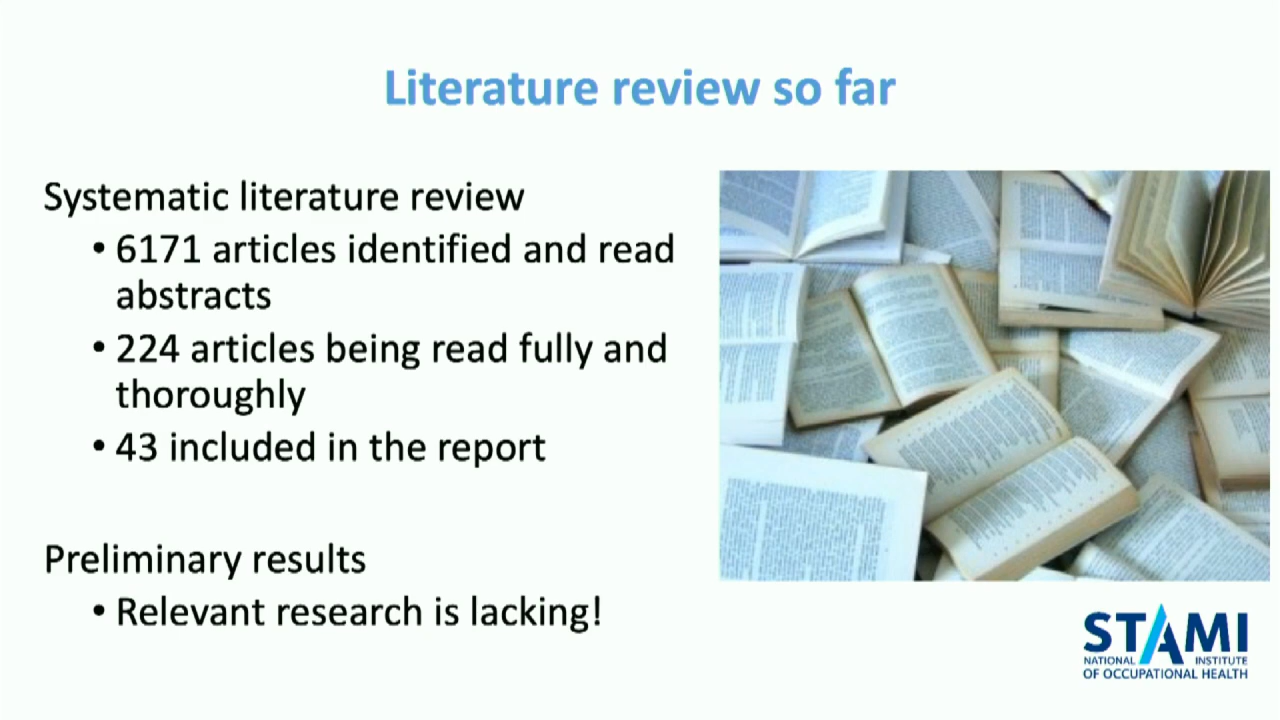 Literature review so far
Systematic literature review
• 6171 articles identified and read
abstracts
• 224 articles being read fully and
thoroughly
• 43 included in the report
Preliminary results
• Relevant research is lacking!
STAMI
NATIONAL INSTITUTE
OF OCCUPATIONAL HEALTH